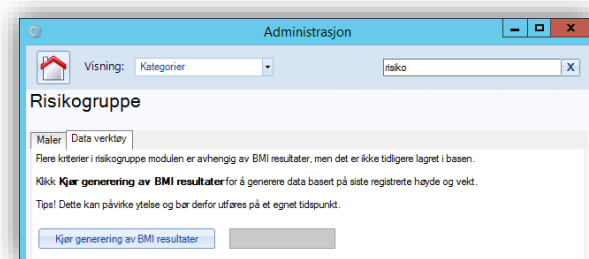 Administrasjon
Visning: Kategorier risiko X
Risikogruppe
Maler Data verktøy
Flere kriterier i risikogruppe modulen er avhengig av BMI resultater, men det er ikke tidligere lagret i basen.
Klikk Kjør generering av BMI resultater for å generere data basert på siste registrerte høyde og vekt.
Tips! Dette kan påvirke ytelse og bør derfor utføres på et egnet tidspunkt.
Kjør generering av BMI resultater